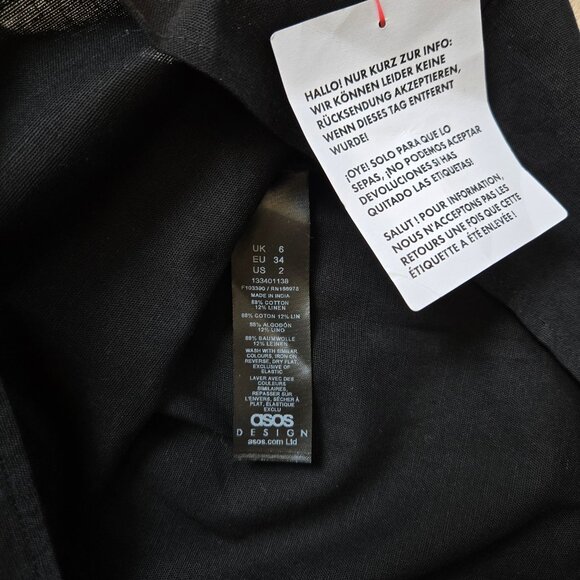 HALLO! NUR KURZ ZUR INFO:
WIR KÖNNEN LEIDER KEINE
RÜCKSENDUNG AKZEPTIEREN,
WENN DIESES TAG ENTFERNT
WURDE!
¡OYE! SOLO PARA QUE LO
SEPAS, ¡NO PODEMOS ACEPTAR
DEVOLUCIONES SI HAS
QUITADO LAS ETIQUETAS!
SALUT ! POUR INFORMATION,
NOUS N'ACCEPTONS PAS LES
RETOURS UNE FOIS QUE CETTE
ÉTIQUETTE A ÉTÉ ENLEVÉE !
UK 6
EU 34
US 2
133401138
F103390 / RN156978
MADE IN INDIA
88% COTTON
12% LINEN
88% COTON 12% LIN
88% ALGODÓN
12% LINO
88% BAUMWOLLE
12% LEINEN
WASH WITH SIMILAR
COLOURS, IRON ON
REVERSE, DRY FLAT,
EXCLUSIVE OF
ELASTIC
LAVER AVEC DES
COULEURS
SIMILAIRES,
REPASSER SUR
L'ENVERS, SÉCHER À
PLAT, ÉLASTIQUE
EXCLU
asos
DESIGN
asos.com Ltd